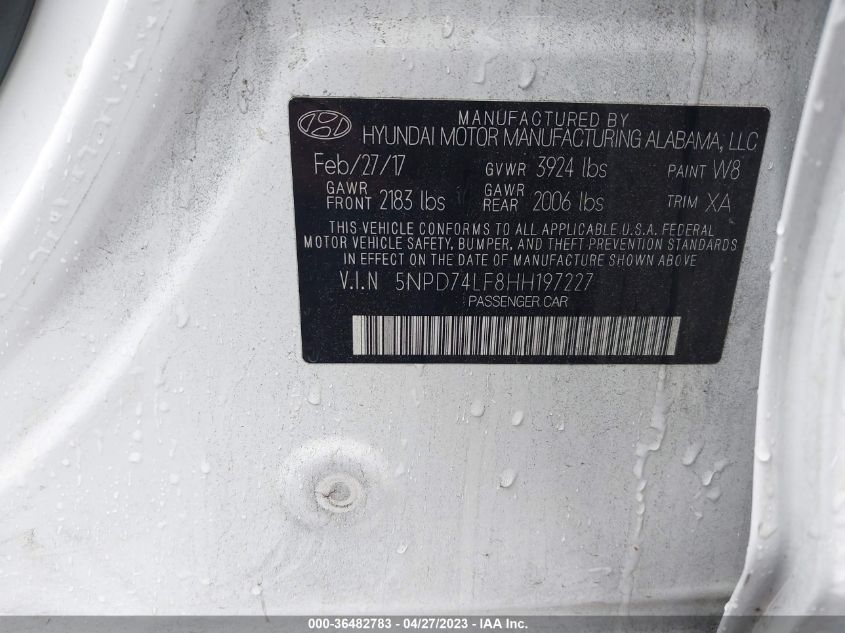 MANUFACTURED BY
HYUNDAI MOTOR MANUFACTURING ALABAMA, LLC
Feb/27/17 GVWR 3924 lbs PAINT W8
GAWR FRONT 2183 lbs GAWR REAR 2006 lbs TRIM XA
THIS VEHICLE CONFORMS TO ALL APPLICABLE U.S.A. FEDERAL
MOTOR VEHICLE SAFETY, BUMPER, AND THEFT PREVENTION STANDARDS
IN EFFECT ON THE DATE OF MANUFACTURE SHOWN ABOVE.
V.I.N 5NPD74LF8HH197227
PASSENGER CAR
000-36482783 - 04/27/2023 - IAA Inc.